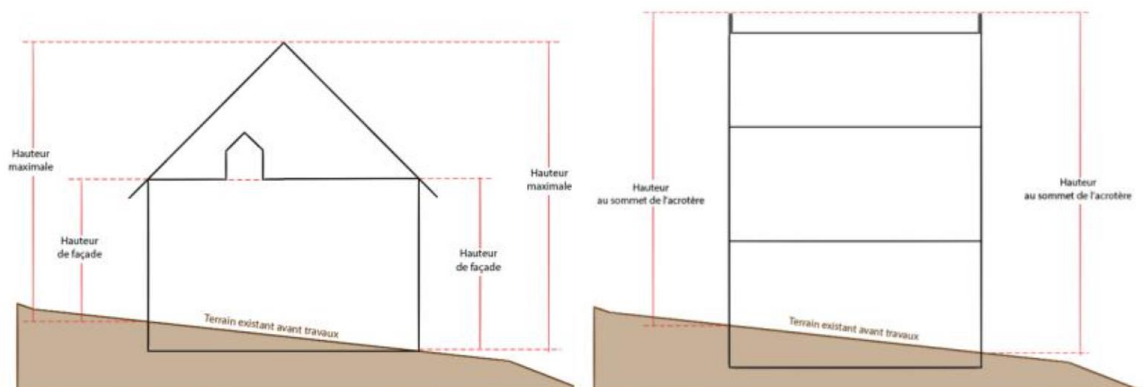 Hauteur
maximale
Hauteur
de façade
Terrain existant avant travaux
Hauteur
maximale
Hauteur
de façade
Hauteur
au sommet de l'acrotère
Terrain existant avant travaux
Hauteur
au sommet de l'acrotère